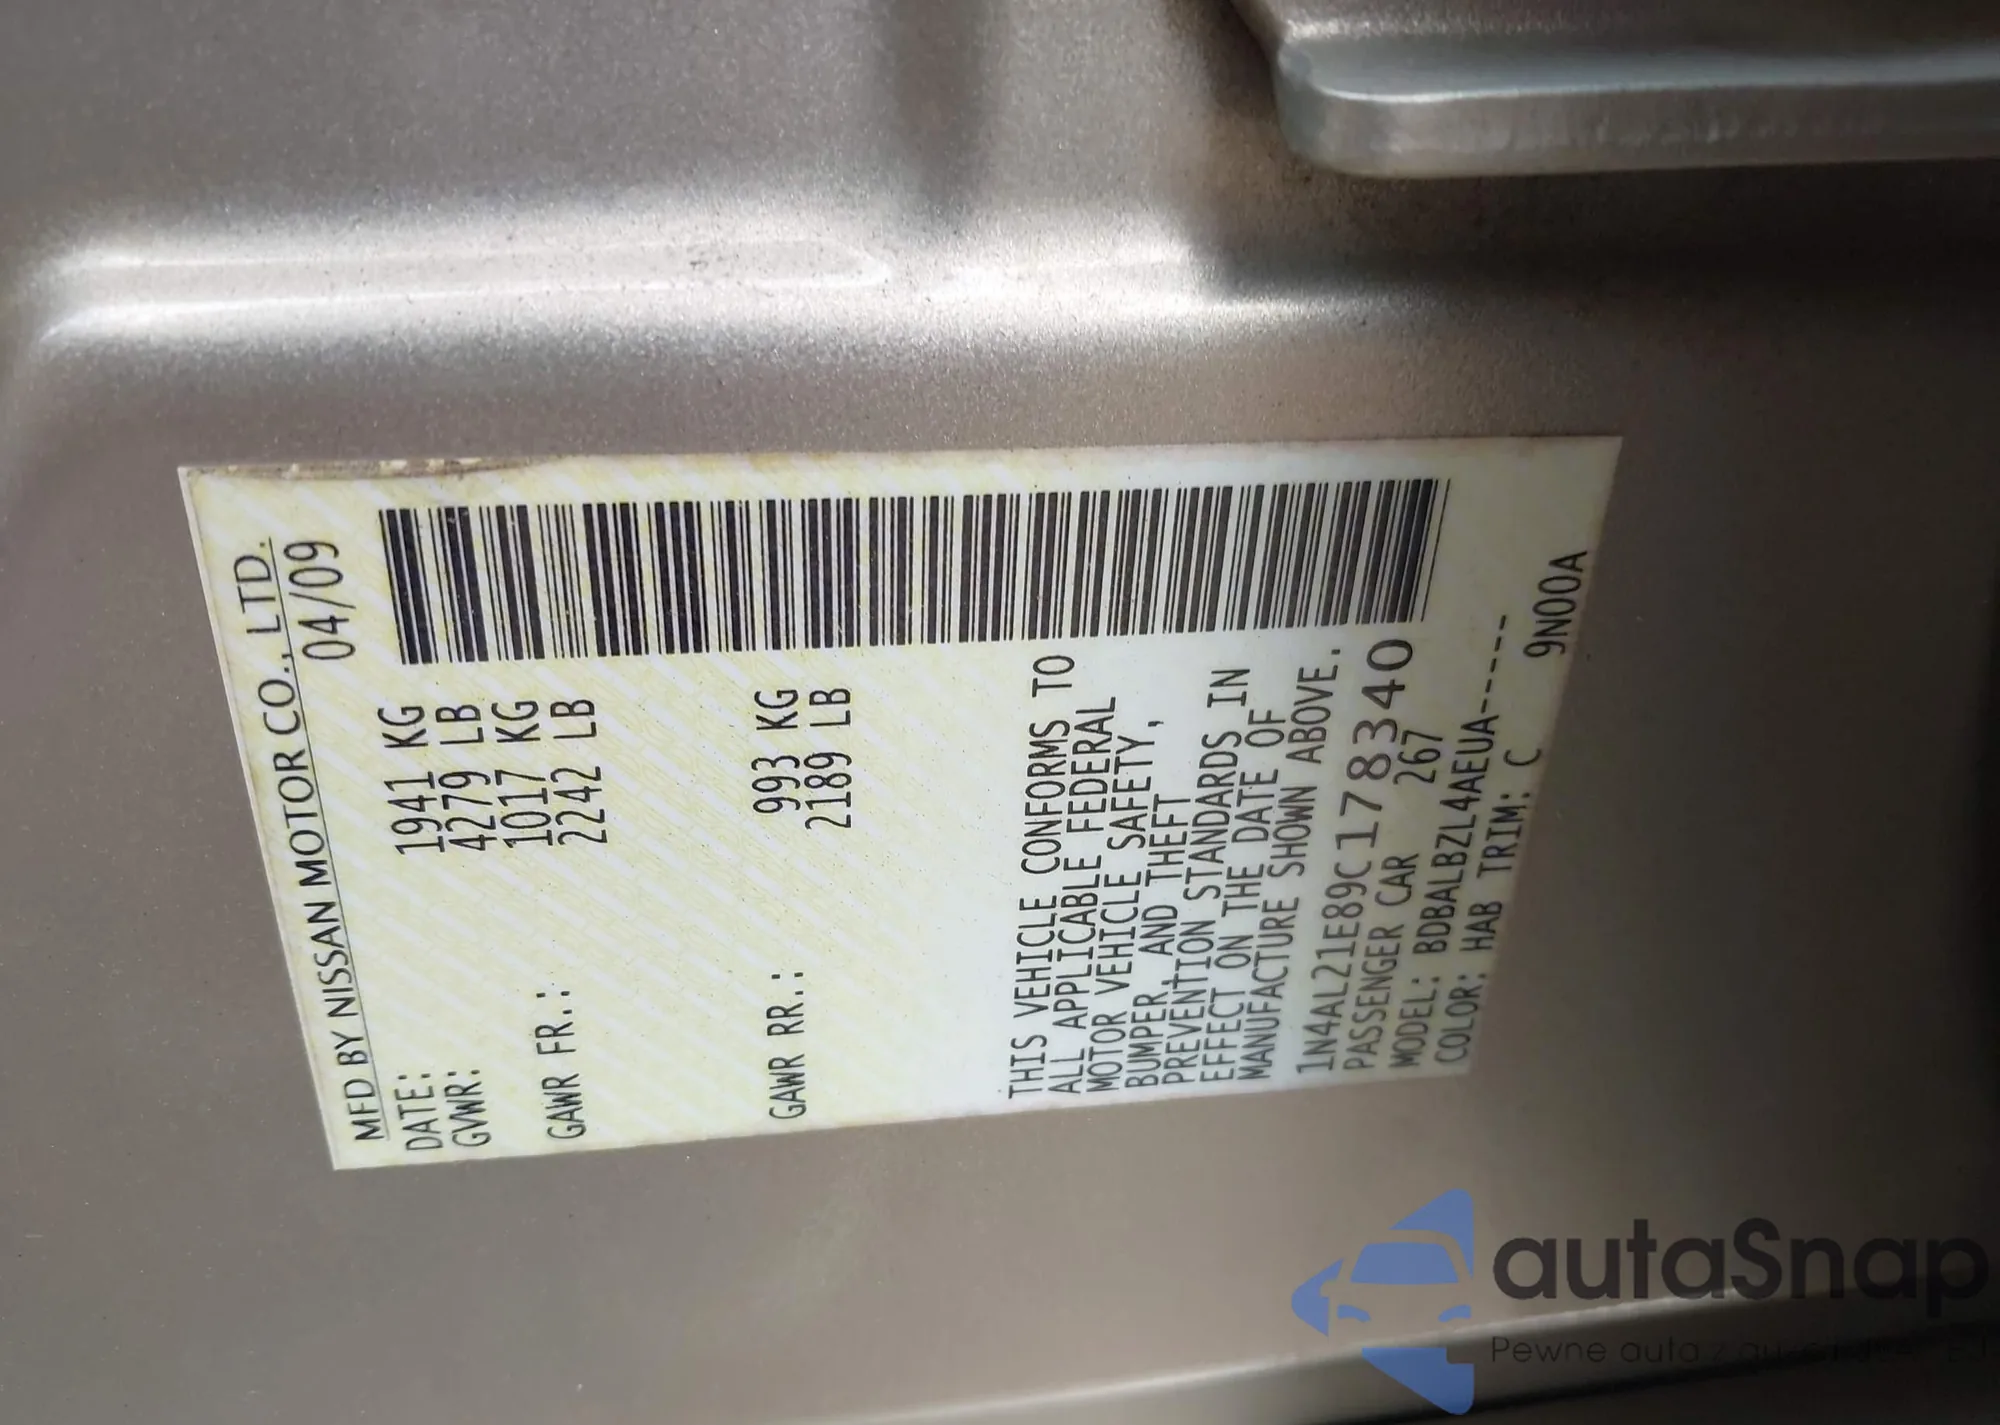 MFD BY NISSAN MOTOR CO., LTD.
DATE: 04/09
GVWR: 1941 KG
4279 LB
GAWR FR.: 1017 KG
2242 LB
GAWR RR.: 993 KG
2189 LB
THIS VEHICLE CONFORMS TO
ALL APPLICABLE FEDERAL
MOTOR VEHICLE SAFETY,
BUMPER, AND THEFT
PREVENTION STANDARDS IN
EFFECT ON THE DATE OF
MANUFACTURE SHOWN ABOVE.
1N4AL21E89C178340
PASSENGER CAR 267
MODEL: BDBALBZL4AEUA-----
COLOR: HAB TRIM: C 9N00A
autaSnap
Pewne auta z